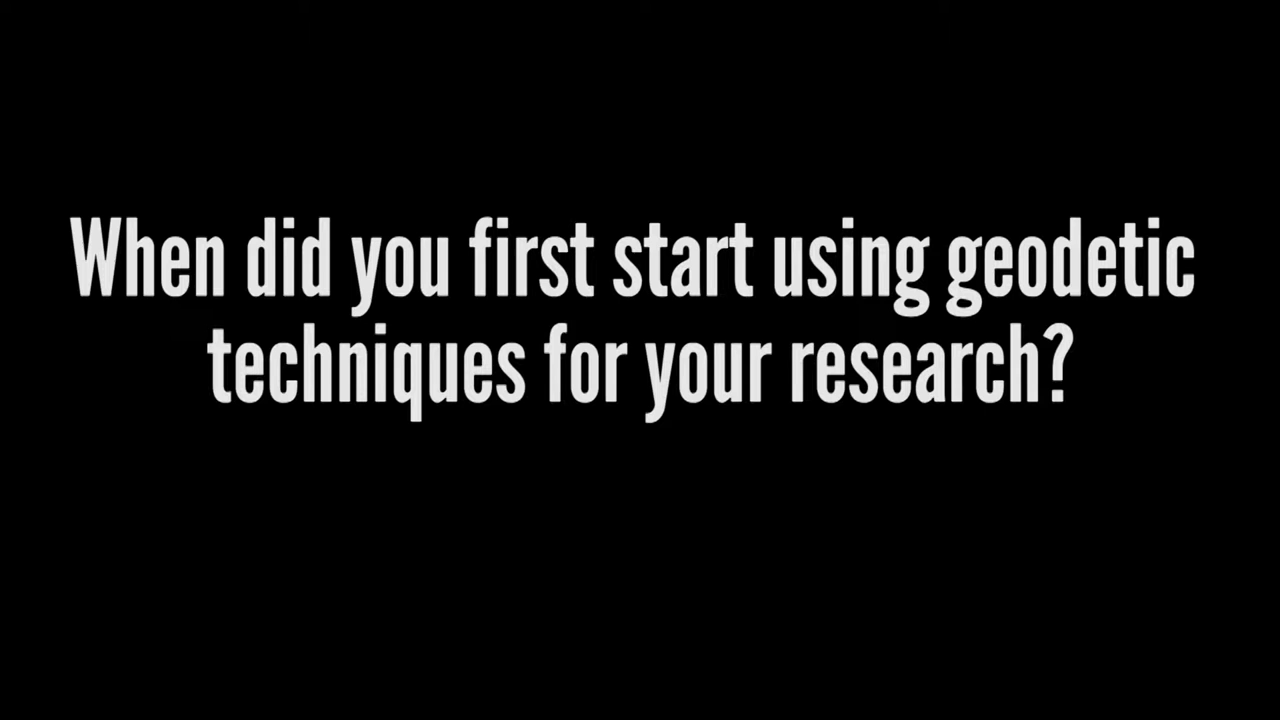 When did you first start using geodetic
techniques for your research?